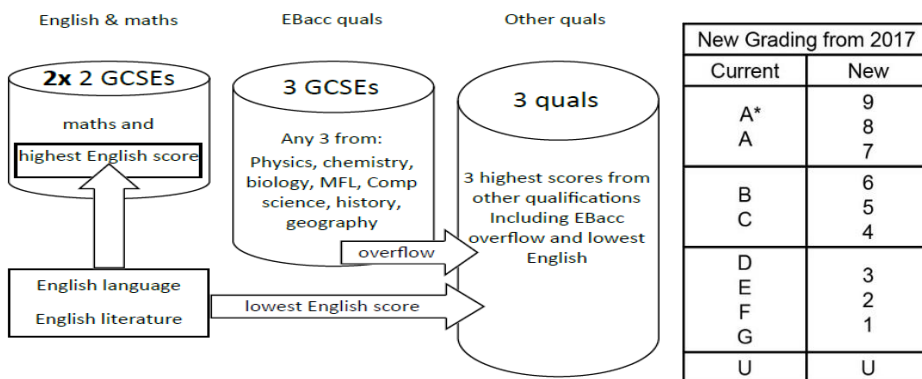 English & maths
2x 2 GCSEs
maths and
highest English score
English language
English literature
EBacc quals
3 GCSEs
Any 3 from:
Physics, chemistry,
biology, MFL, Comp
science, history,
geography
overflow
lowest English score
Other quals
3 quals
3 highest scores from
other qualifications
Including EBacc
overflow and lowest
English
New Grading from 2017
Current New
A*
A
9
8
7
B
C
6
5
4
D
E
F
G
3
2
1
U U